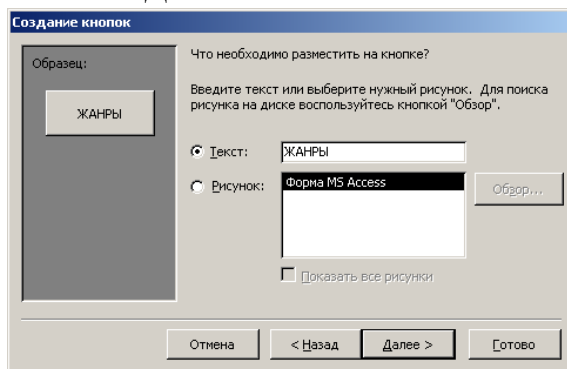 Создание кнопок
Образец:
ЖАНРЫ
Что необходимо разместить на кнопке?
Введите текст или выберите нужный рисунок. Для поиска
рисунка на диске воспользуйтесь кнопкой "Обзор".
Текст:
ЖАНРЫ
Рисунок:
Форма MS Access
Обзор...
Показать все рисунки
Отмена
< Назад
Далее >
Готово